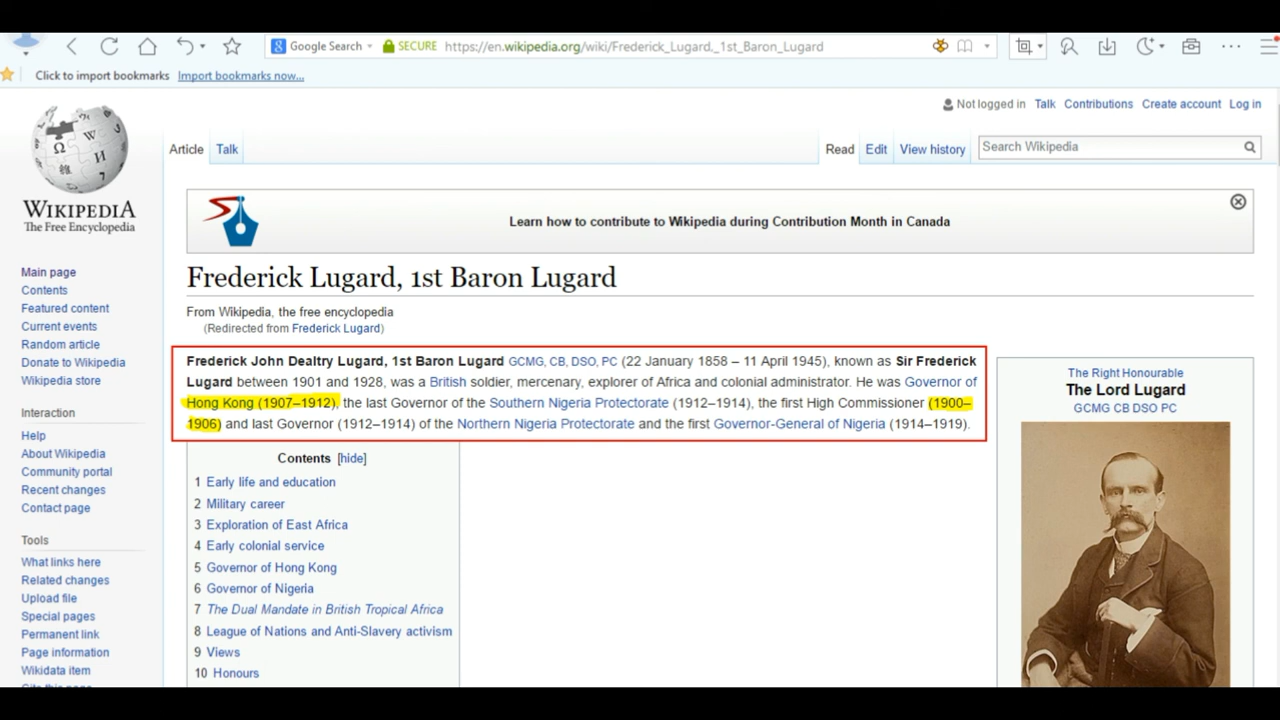 Google Search
SECURE https://en.wikipedia.org/wiki/Frederick_Lugard,_1st_Baron_Lugard
Click to import bookmarks Import bookmarks now...
Not logged in Talk Contributions Create account Log in
Article Talk Read Edit View history Search Wikipedia
WIKIPEDIA
The Free Encyclopedia
Learn how to contribute to Wikipedia during Contribution Month in Canada
Main page
Contents
Featured content
Current events
Random article
Donate to Wikipedia
Wikipedia store
Interaction
Help
About Wikipedia
Community portal
Recent changes
Contact page
Tools
What links here
Related changes
Upload file
Special pages
Permanent link
Page information
Wikidata item
Cite this page
Frederick Lugard, 1st Baron Lugard
From Wikipedia, the free encyclopedia
(Redirected from Frederick Lugard)
Frederick John Dealtry Lugard, 1st Baron Lugard GCMG, CB, DSO, PC (22 January 1858 – 11 April 1945), known as Sir Frederick
Lugard between 1901 and 1928, was a British soldier, mercenary, explorer of Africa and colonial administrator. He was Governor of
Hong Kong (1907–1912), the last Governor of the Southern Nigeria Protectorate (1912–1914), the first High Commissioner (1900–
1906) and last Governor (1912–1914) of the Northern Nigeria Protectorate and the first Governor-General of Nigeria (1914–1919).
Contents [hide]
1 Early life and education
2 Military career
3 Exploration of East Africa
4 Early colonial service
5 Governor of Hong Kong
6 Governor of Nigeria
7 The Dual Mandate in British Tropical Africa
8 League of Nations and Anti-Slavery activism
9 Views
10 Honours
The Right Honourable
The Lord Lugard
GCMG CB DSO PC